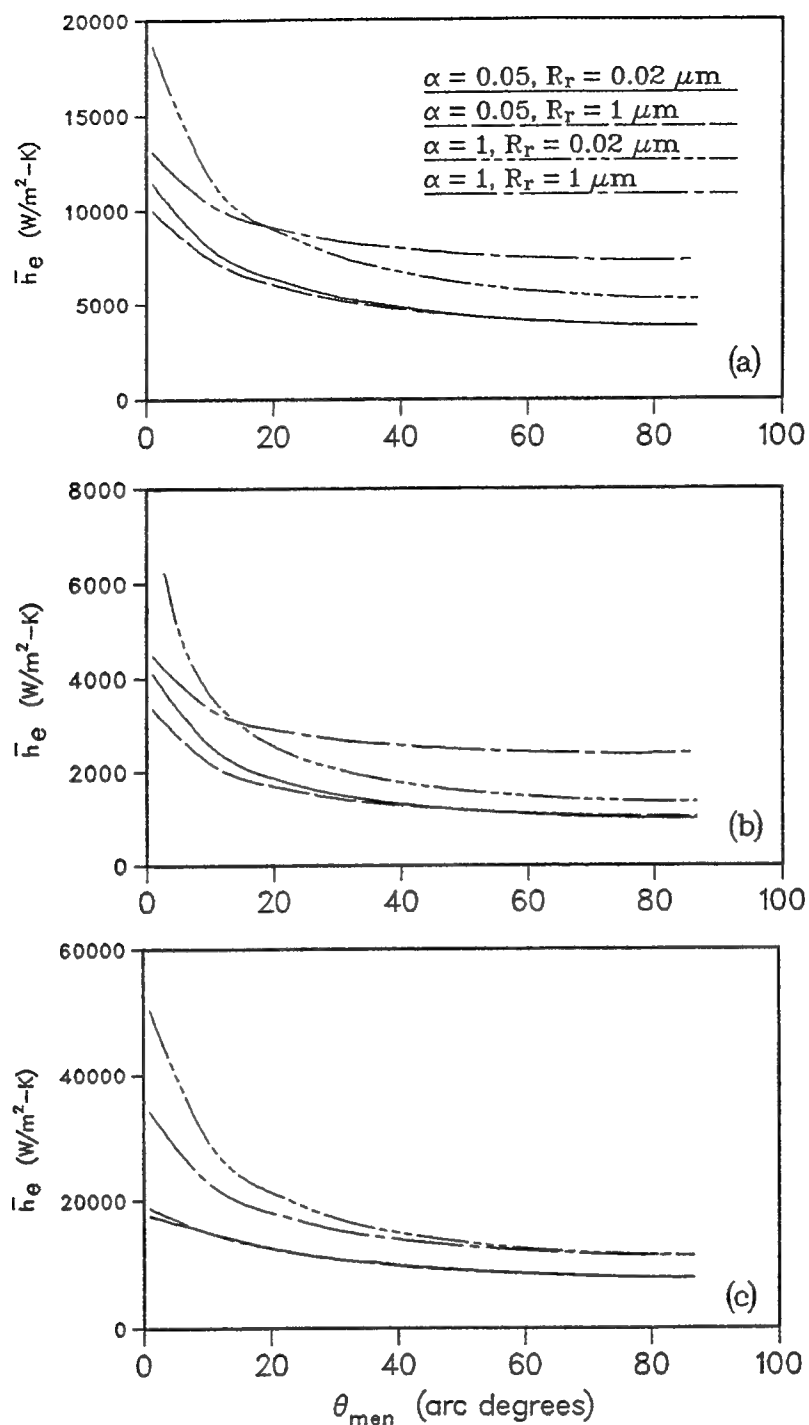 20000
15000
10000
5000
0
h̄e (W/m²−K)
α = 0.05, Rr = 0.02 μm
α = 0.05, Rr = 1 μm
α = 1, Rr = 0.02 μm
α = 1, Rr = 1 μm
(a)
0 20 40 60 80 100
8000
6000
4000
2000
0
h̄e (W/m²−K)
(b)
0 20 40 60 80 100
60000
40000
20000
0
h̄e (W/m²−K)
(c)
0 20 40 60 80 100
θmen (arc degrees)